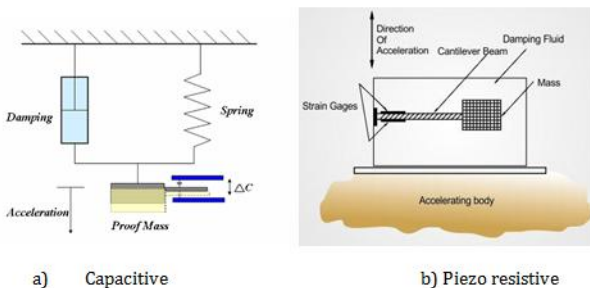 Damping
Spring
ΔC
Acceleration
Proof Mass
a) Capacitive
Direction
Of
Acceleration
Damping Fluid
Cantilever Beam
Mass
Strain Gages
Accelerating body
b) Piezo resistive